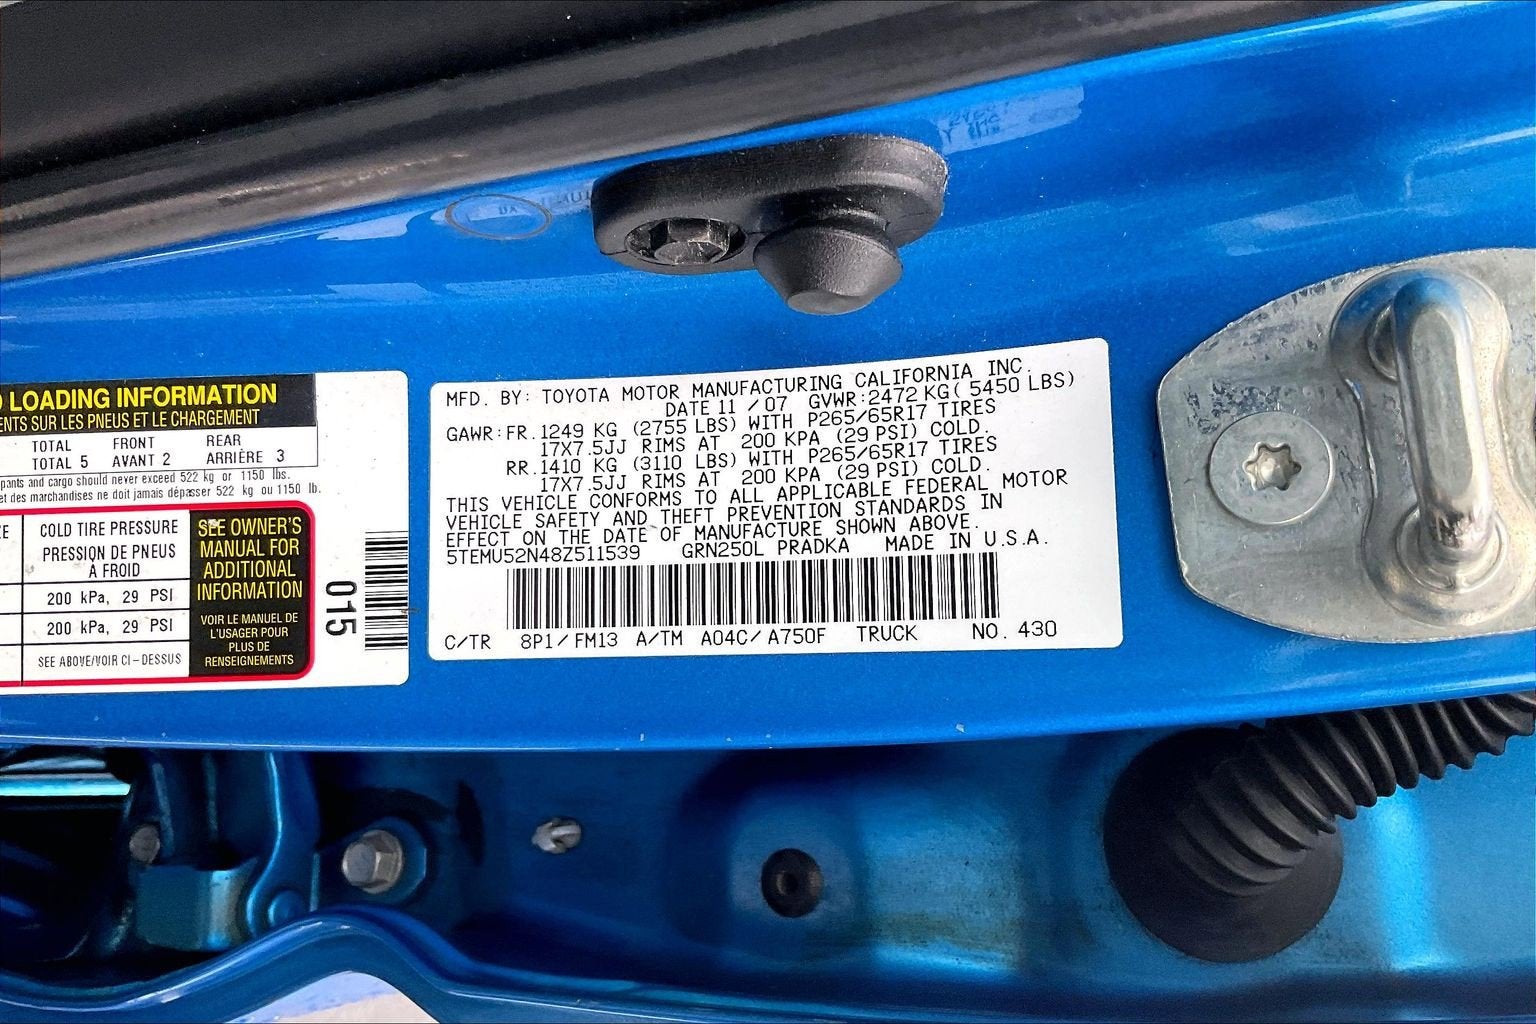 LOADING INFORMATION
ENTS SUR LES PNEUS ET LE CHARGEMENT
TOTAL FRONT REAR
TOTAL 5 AVANT 2 ARRIÈRE 3
pants and cargo should never exceed 522 kg or 1150 lbs.
et des marchandises ne doit jamais dépasser 522 kg ou 1150 lb.
COLD TIRE PRESSURE
PRESSION DE PNEUS
À FROID
200 kPa, 29 PSI
200 kPa, 29 PSI
SEE ABOVE/VOIR CI-DESSUS
SEE OWNER'S
MANUAL FOR
ADDITIONAL
INFORMATION
VOIR LE MANUEL DE
L'USAGER POUR
PLUS DE
RENSEIGNEMENTS
015
MFD. BY: TOYOTA MOTOR MANUFACTURING CALIFORNIA INC.
DATE 11 / 07 GVWR:2472 KG( 5450 LBS)
GAWR:FR. 1249 KG (2755 LBS) WITH P265/65R17 TIRES
17X7.5JJ RIMS AT 200 KPA (29 PSI) COLD.
RR. 1410 KG (3110 LBS) WITH P265/65R17 TIRES
17X7.5JJ RIMS AT 200 KPA (29 PSI) COLD.
THIS VEHICLE CONFORMS TO ALL APPLICABLE FEDERAL MOTOR
VEHICLE SAFETY AND THEFT PREVENTION STANDARDS IN
EFFECT ON THE DATE OF MANUFACTURE SHOWN ABOVE.
5TEMU52N48Z511539 GRN250L PRADKA MADE IN U.S.A.
C/TR 8P1/FM13 A/TM A04C/A750F TRUCK NO. 430